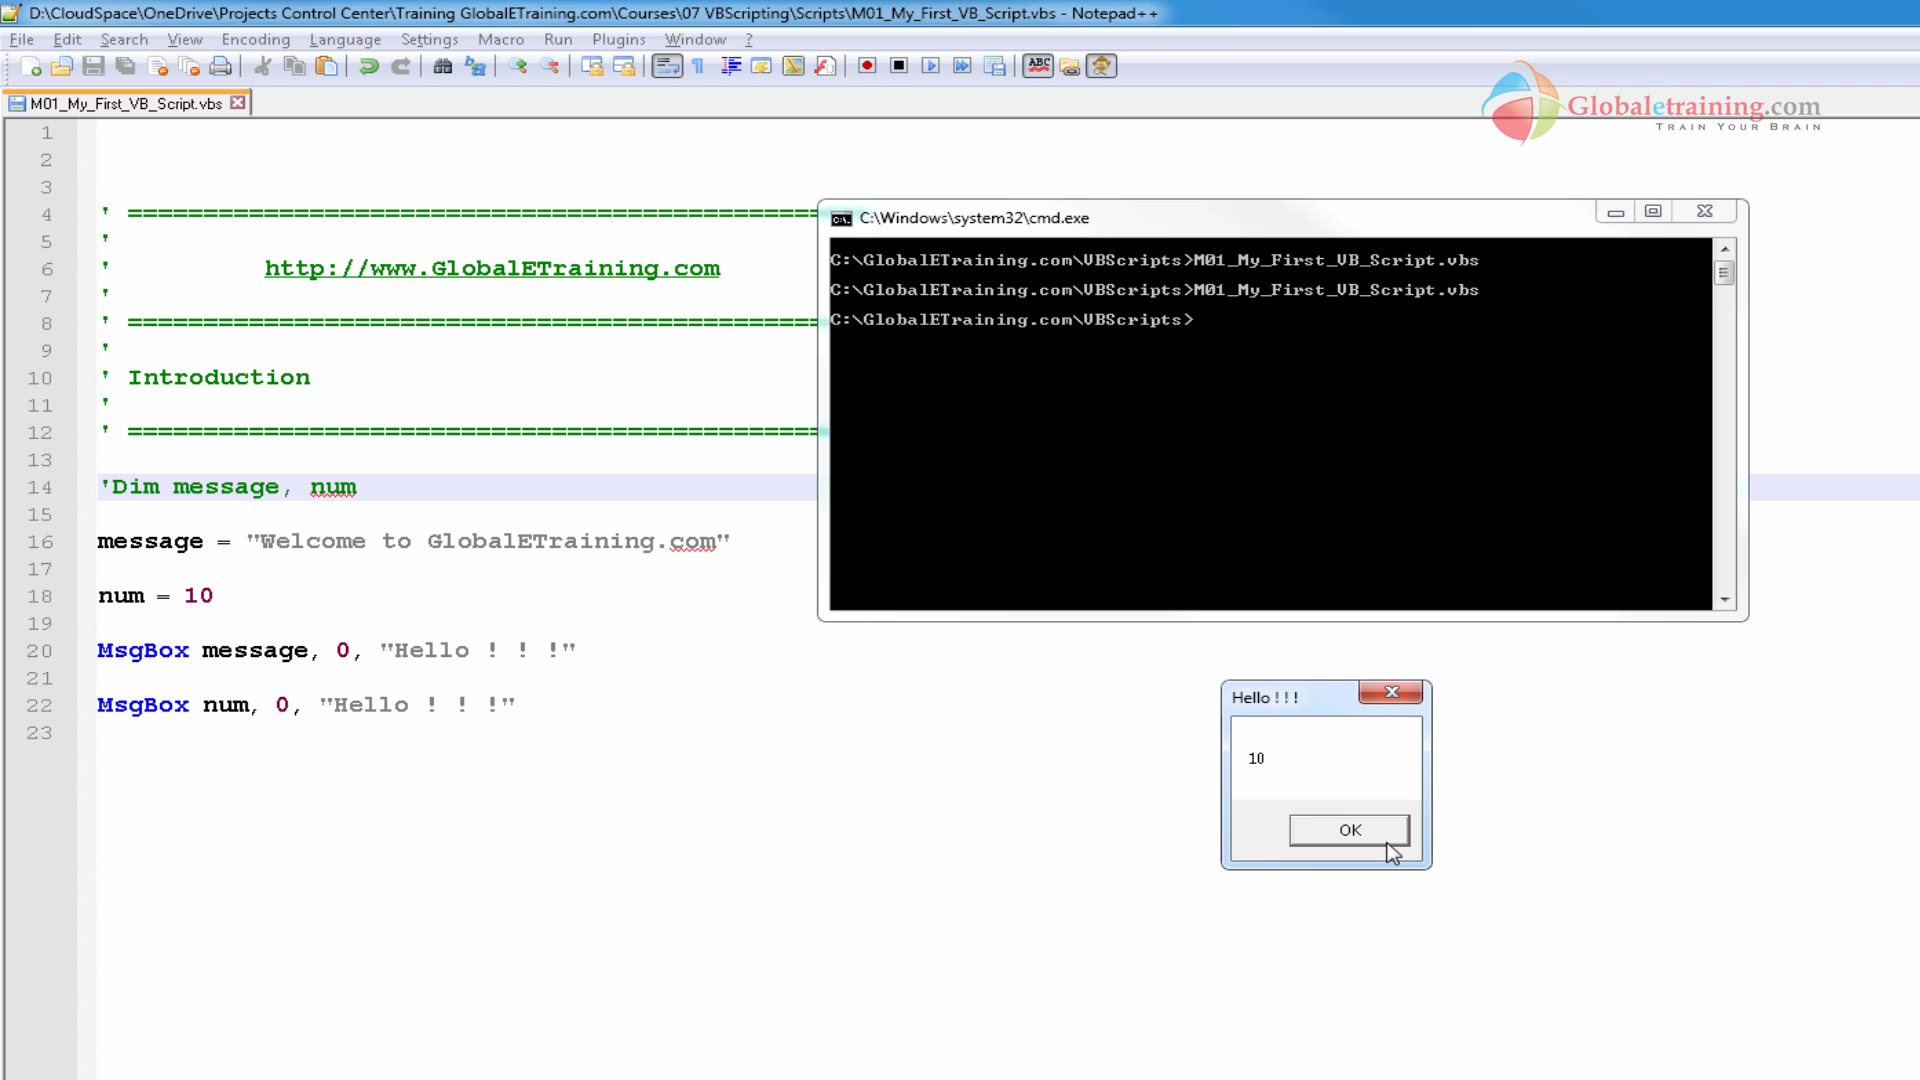 D:\CloudSpace\OneDrive\Projects Control Center\Training GlobalETraining.com\Courses\07 VBScripting\Scripts\M01_My_First_VB_Script.vbs - Notepad++
File Edit Search View Encoding Language Settings Macro Run Plugins Window ?
ABC
M01_My_First_VB_Script.vbs
Globaletraining.com
TRAIN YOUR BRAIN
1
2
3
4 ' ==============================================
5 '
6 ' http://www.GlobalETraining.com
7 '
8 ' ==============================================
9 '
10 ' Introduction
11 '
12 ' ==============================================
13
14 'Dim message, num
15
16 message = "Welcome to GlobalETraining.com"
17
18 num = 10
19
20 MsgBox message, 0, "Hello ! ! !"
21
22 MsgBox num, 0, "Hello ! ! !"
23
C:\Windows\system32\cmd.exe
C:\GlobalETraining.com\VBScripts>M01_My_First_VB_Script.vbs
C:\GlobalETraining.com\VBScripts>M01_My_First_VB_Script.vbs
C:\GlobalETraining.com\VBScripts>
Hello ! ! !
10
OK